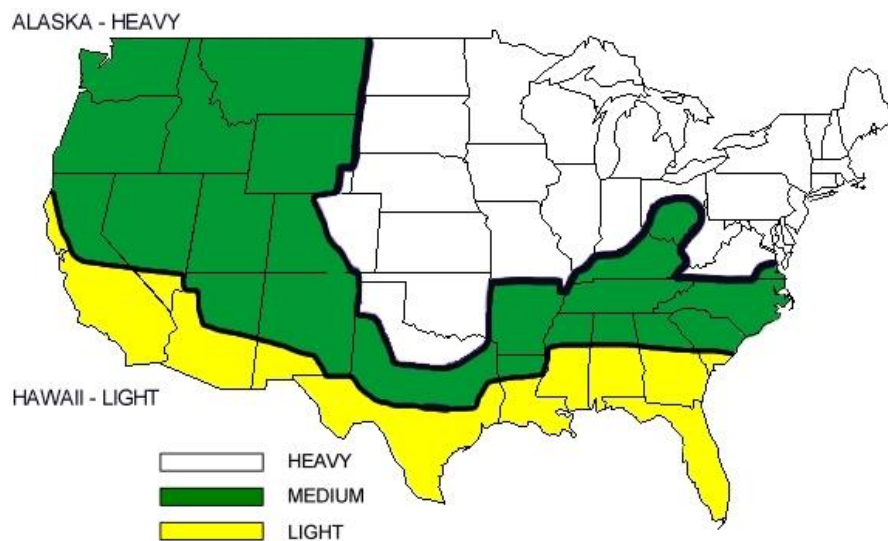 ALASKA - HEAVY
HAWAII - LIGHT
HEAVY
MEDIUM
LIGHT